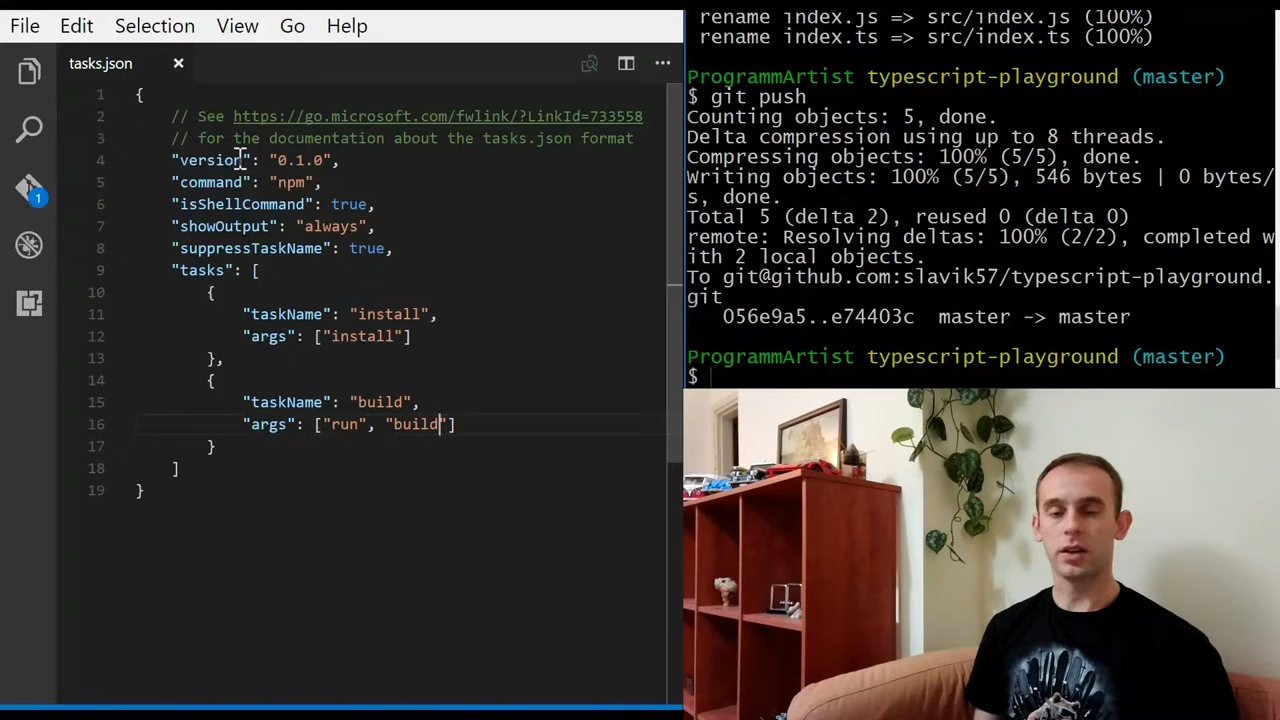 File Edit Selection View Go Help
tasks.json
1 {
2 // See https://go.microsoft.com/fwlink/?LinkId=733558
3 // for the documentation about the tasks.json format
4 "version": "0.1.0",
5 "command": "npm",
6 "isShellCommand": true,
7 "showOutput": "always",
8 "suppressTaskName": true,
9 "tasks": [
10 {
11 "taskName": "install",
12 "args": ["install"]
13 },
14 {
15 "taskName": "build",
16 "args": ["run", "build"]
17 }
18 ]
19 }
1
rename index.js => src/index.js (100%)
rename index.ts => src/index.ts (100%)
ProgrammArtist typescript-playground (master)
$ git push
Counting objects: 5, done.
Delta compression using up to 8 threads.
Compressing objects: 100% (5/5), done.
Writing objects: 100% (5/5), 546 bytes | 0 bytes/
s, done.
Total 5 (delta 2), reused 0 (delta 0)
remote: Resolving deltas: 100% (2/2), completed w
ith 2 local objects.
To git@github.com:slavik57/typescript-playground.
git
056e9a5..e74403c master -> master
ProgrammArtist typescript-playground (master)
$